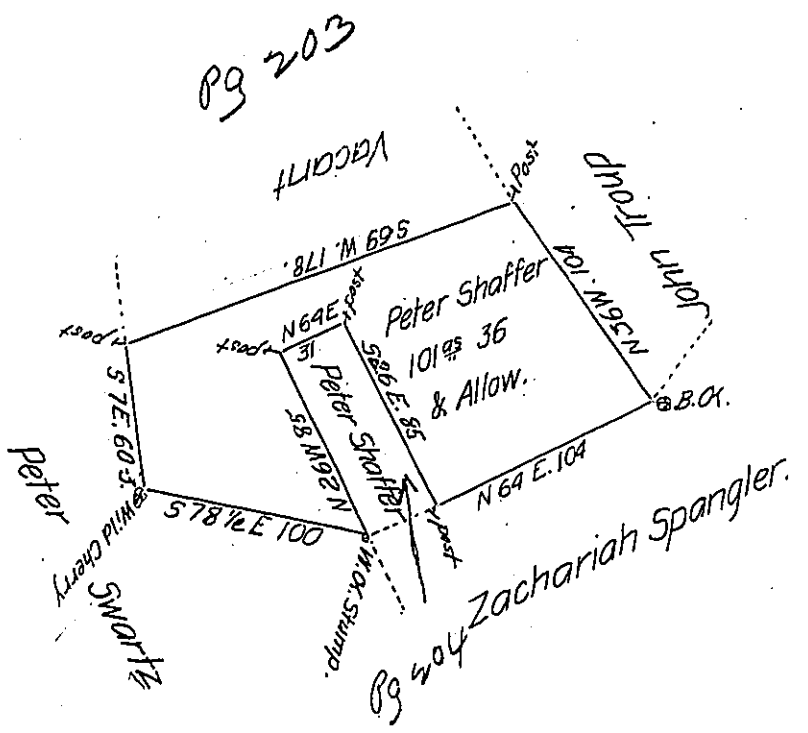 Pg 203
Vacant
Post
John Troup
S 69 W. 178.
N 36 W. 104
Peter Shaffer
101 as 36
& Allow.
N 64 E
31
post
post
post
S 26 E. 85
Peter Shaffer
N 26 W 85
S 7 E. 60
B.O.
N 64 E. 104
Peter
Swartz
Wild Cherry
S 78 1/2 E 100
post
W.O. Stump.
Zachariah Spangler.
Pg 204